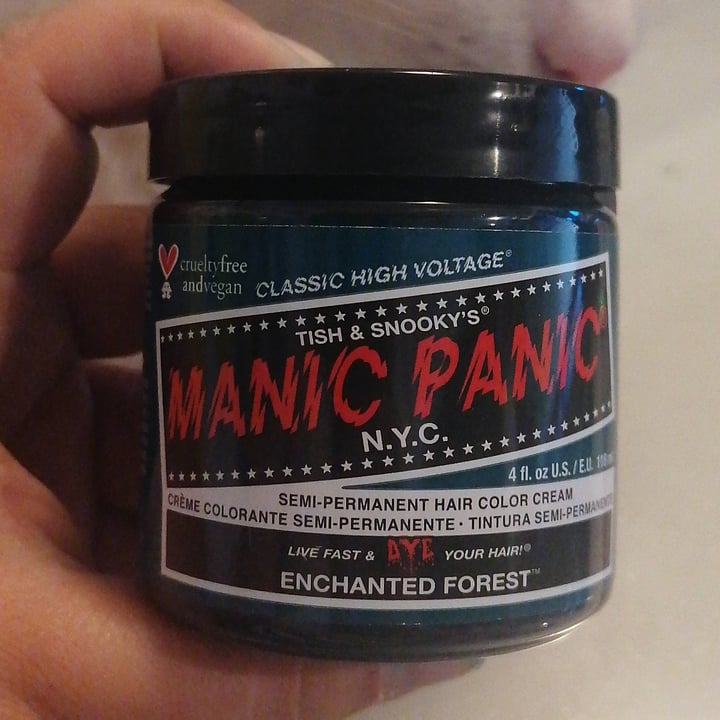 crueltyfree
andvegan
CLASSIC HIGH VOLTAGE®
TISH & SNOOKY'S®
MANIC PANIC®
N.Y.C.
4 fl. oz U.S. / E.U.
SEMI-PERMANENT HAIR COLOR CREAM
CRÈME COLORANTE SEMI-PERMANENTE • TINTURA SEMI-PERMANENTE
LIVE FAST & DYE YOUR HAIR!®
ENCHANTED FOREST™